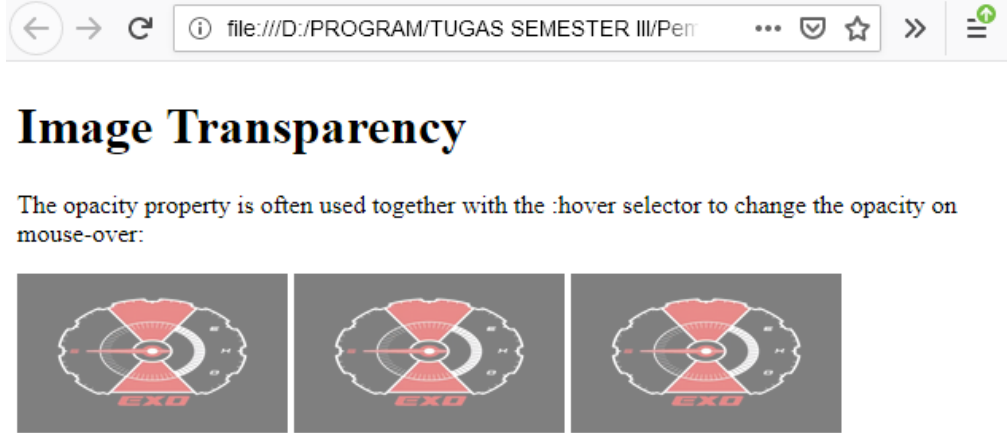 file:///D:/PROGRAM/TUGAS SEMESTER III/Pem
Image Transparency
The opacity property is often used together with the :hover selector to change the opacity on
mouse-over:
E E E
H H H
O O O
EXO EXO EXO